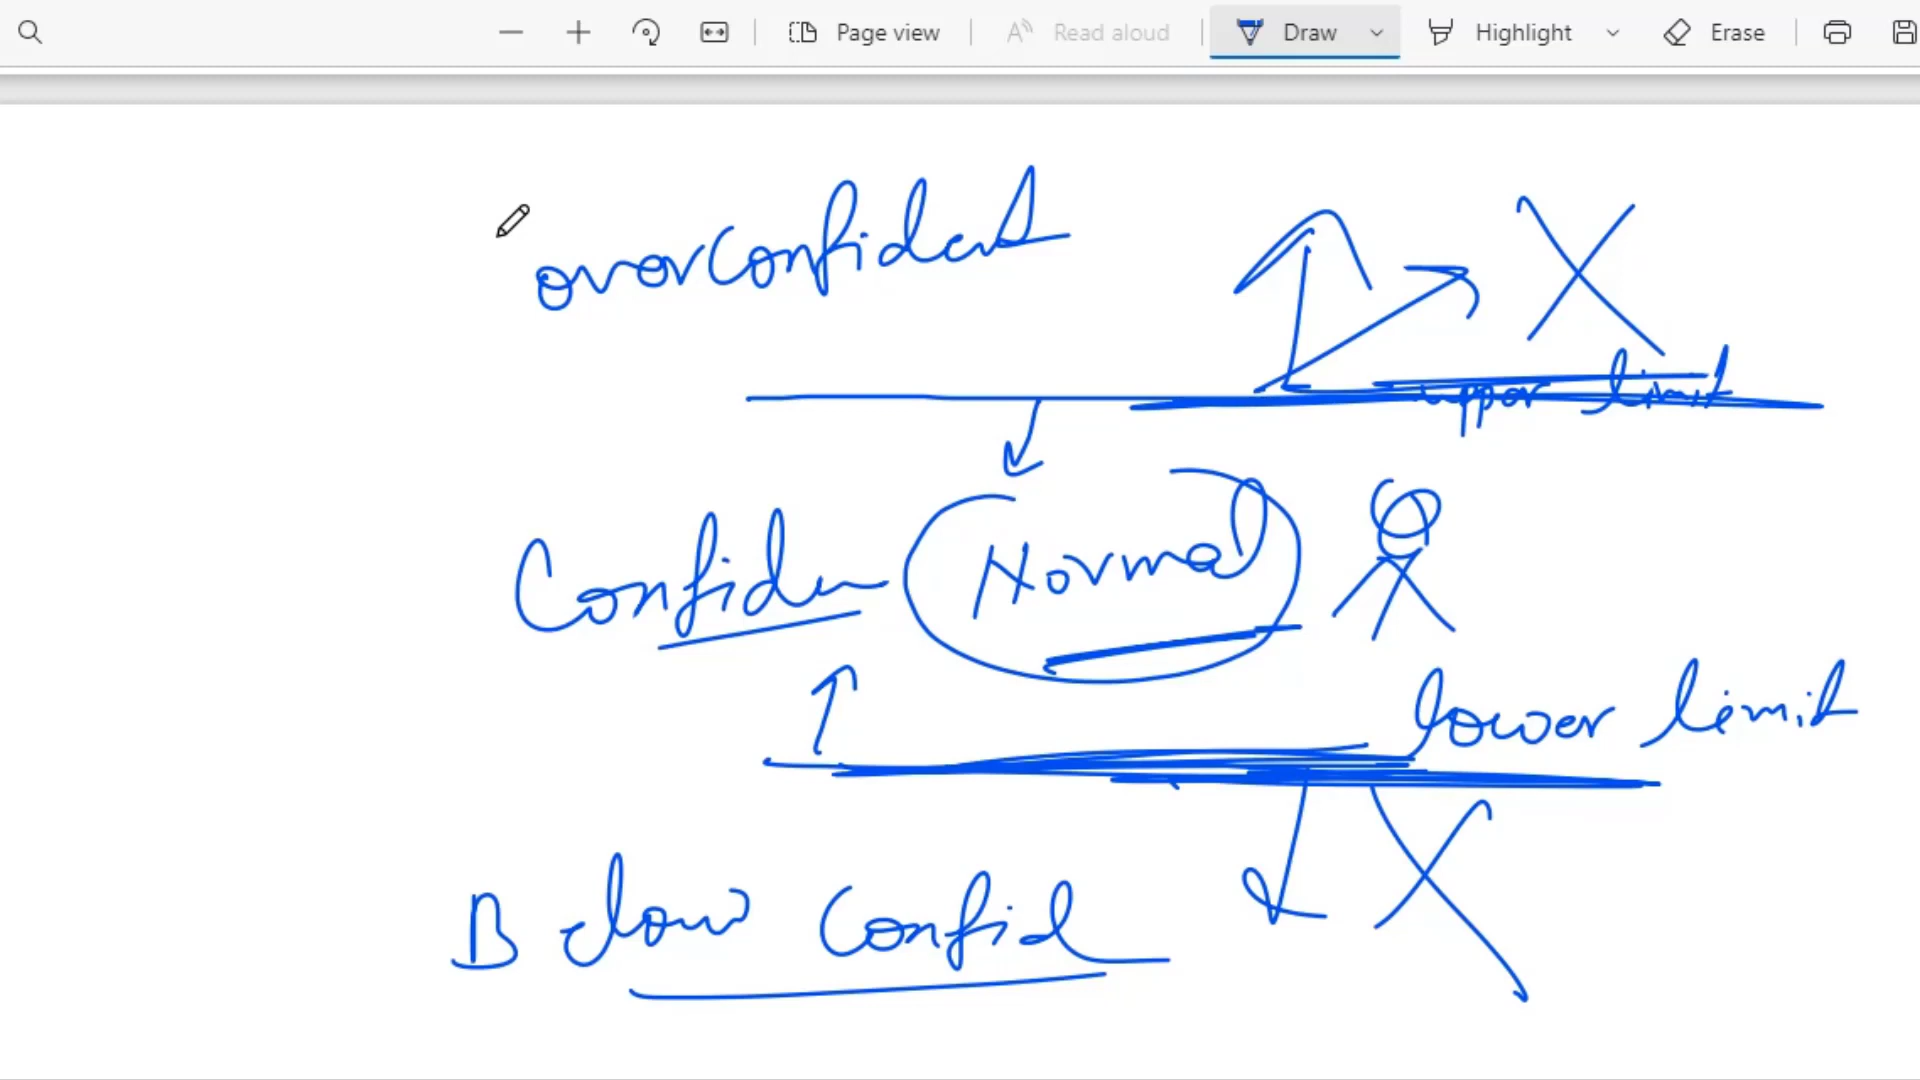 Page view Read aloud Draw Highlight Erase
overconfident
upper limit
Confiden Normal
lower limit
Below Confid